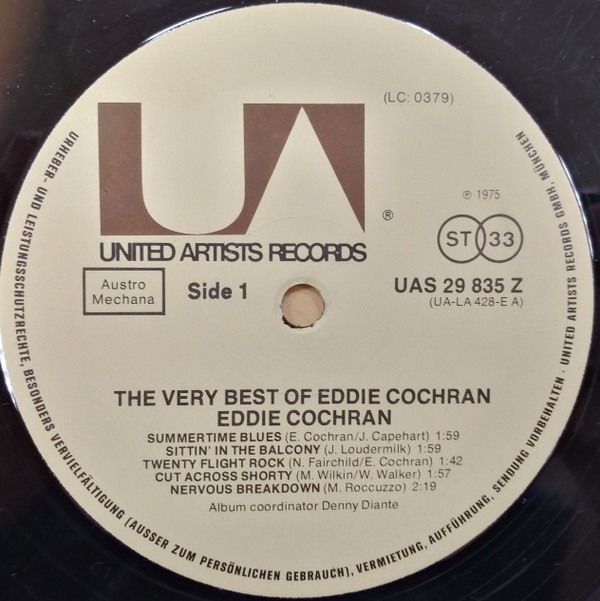 (LC: 0379)
UA
®
UNITED ARTISTS RECORDS
℗ 1975
ST 33
Austro
Mechana
Side 1
UAS 29 835 Z
(UA-LA 428-E A)
THE VERY BEST OF EDDIE COCHRAN
EDDIE COCHRAN
SUMMERTIME BLUES (E. Cochran/J. Capehart) 1:59
SITTIN' IN THE BALCONY (J. Loudermilk) 1:59
TWENTY FLIGHT ROCK (N. Fairchild/E. Cochran) 1:42
CUT ACROSS SHORTY (M. Wilkin/W. Walker) 1:57
NERVOUS BREAKDOWN (M. Roccuzzo) 2:19
Album coordinator Denny Diante
URHEBER- UND LEISTUNGSSCHUTZRECHTE, BESONDERS VERVIELFÄLTIGUNG (AUSSER ZUM PERSÖNLICHEN GEBRAUCH), VERMIETUNG, AUFFÜHRUNG, SENDUNG VORBEHALTEN · UNITED ARTISTS RECORDS GMBH, MÜNCHEN